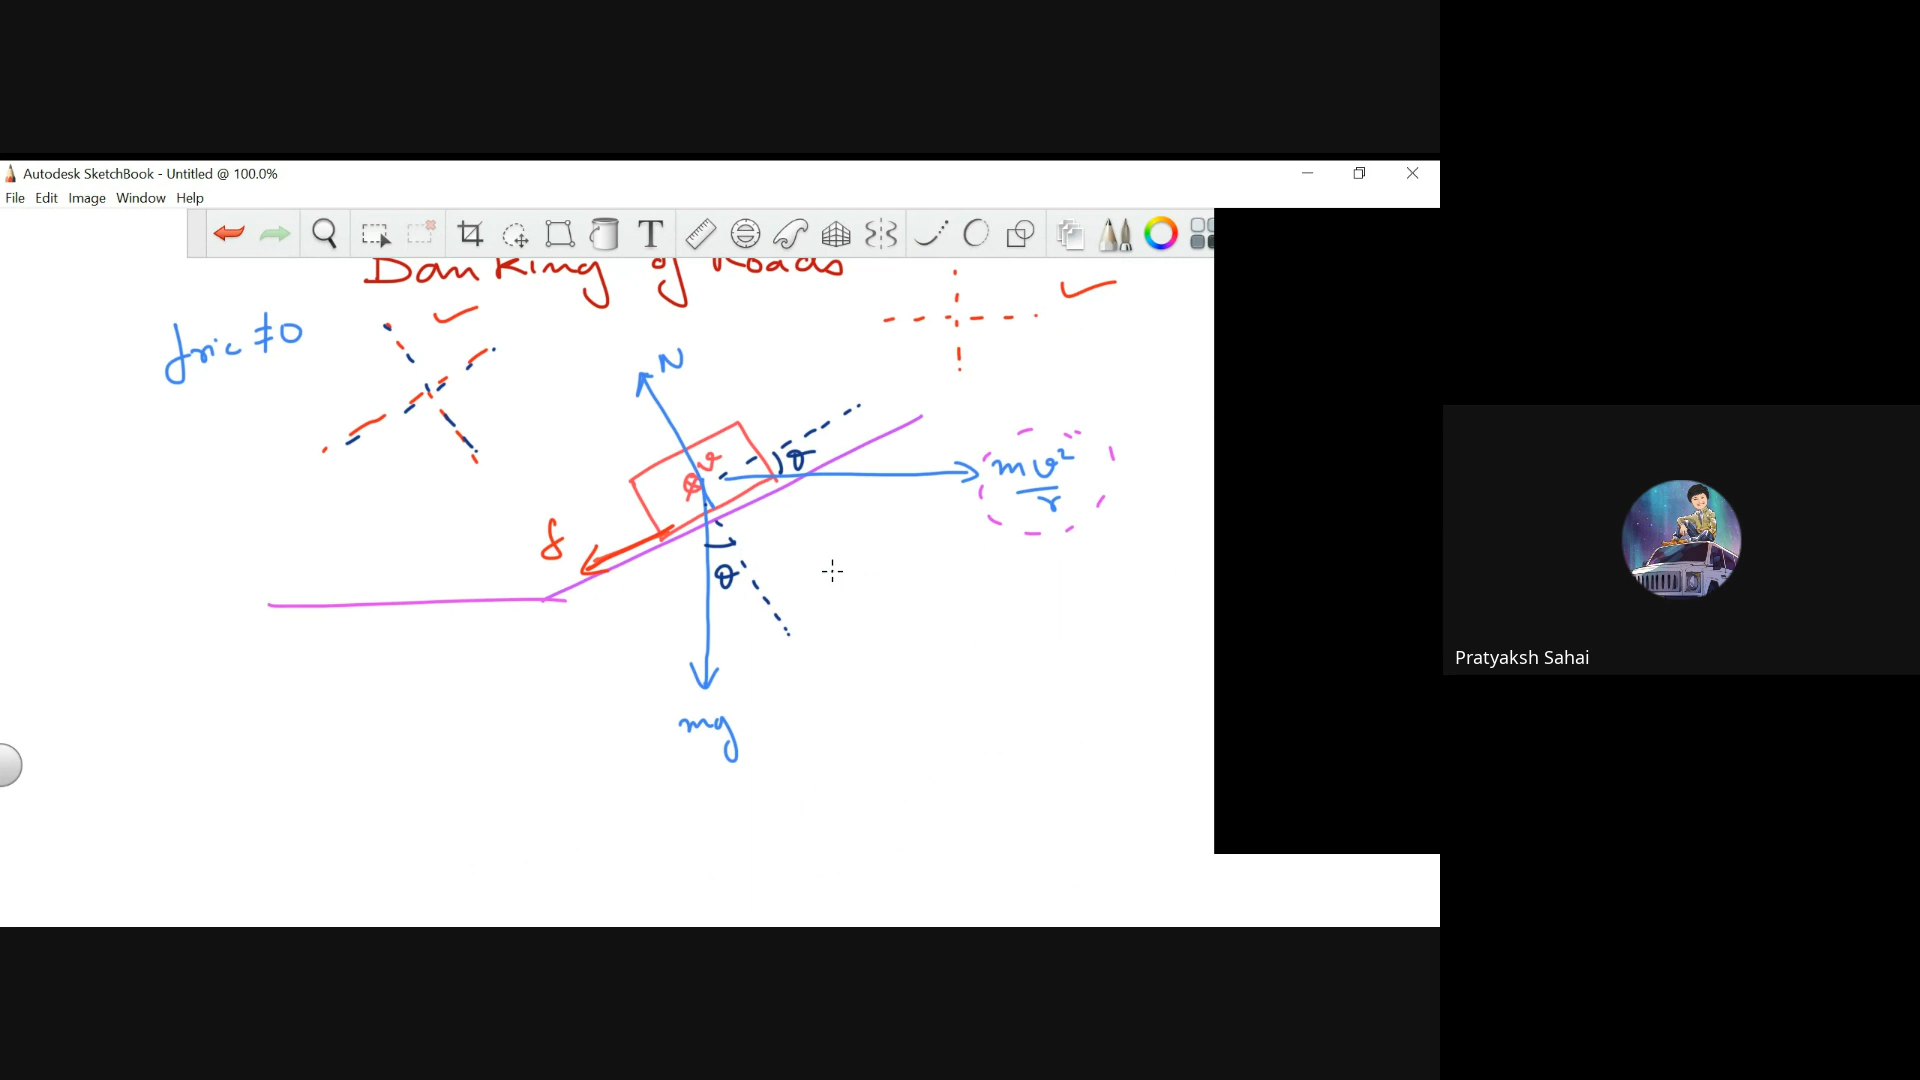 Autodesk SketchBook - Untitled @ 100.0%
File Edit Image Window Help
T
Banking of Roads
fric ≠ 0
N
v
θ
mv²
r
f
θ
mg
Pratyaksh Sahai